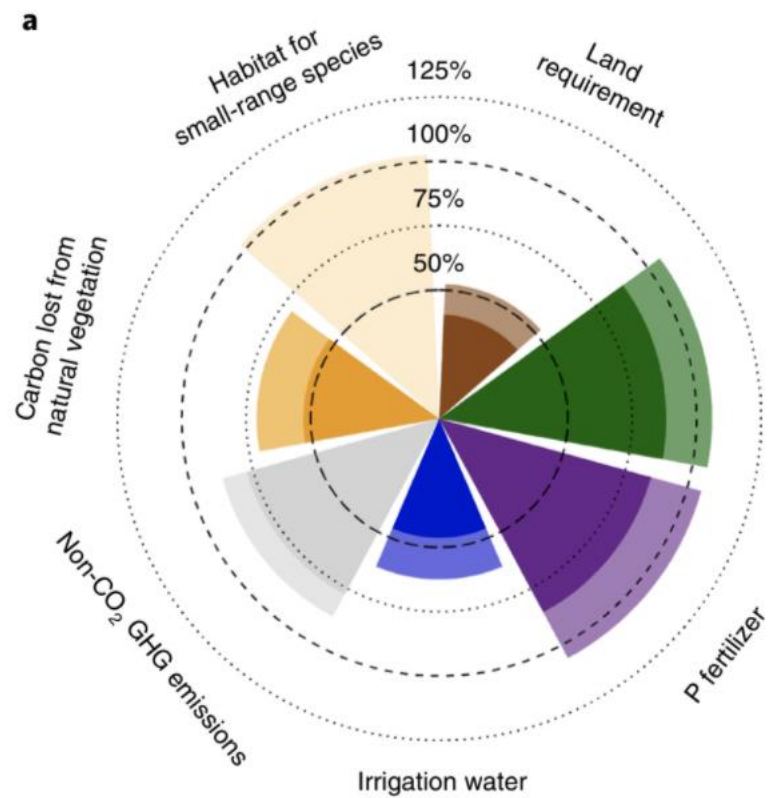 a
Habitat for
small-range species
125%
Land
requirement
100%
75%
50%
Carbon lost from
natural vegetation
Non-CO₂ GHG emissions
P fertilizer
Irrigation water